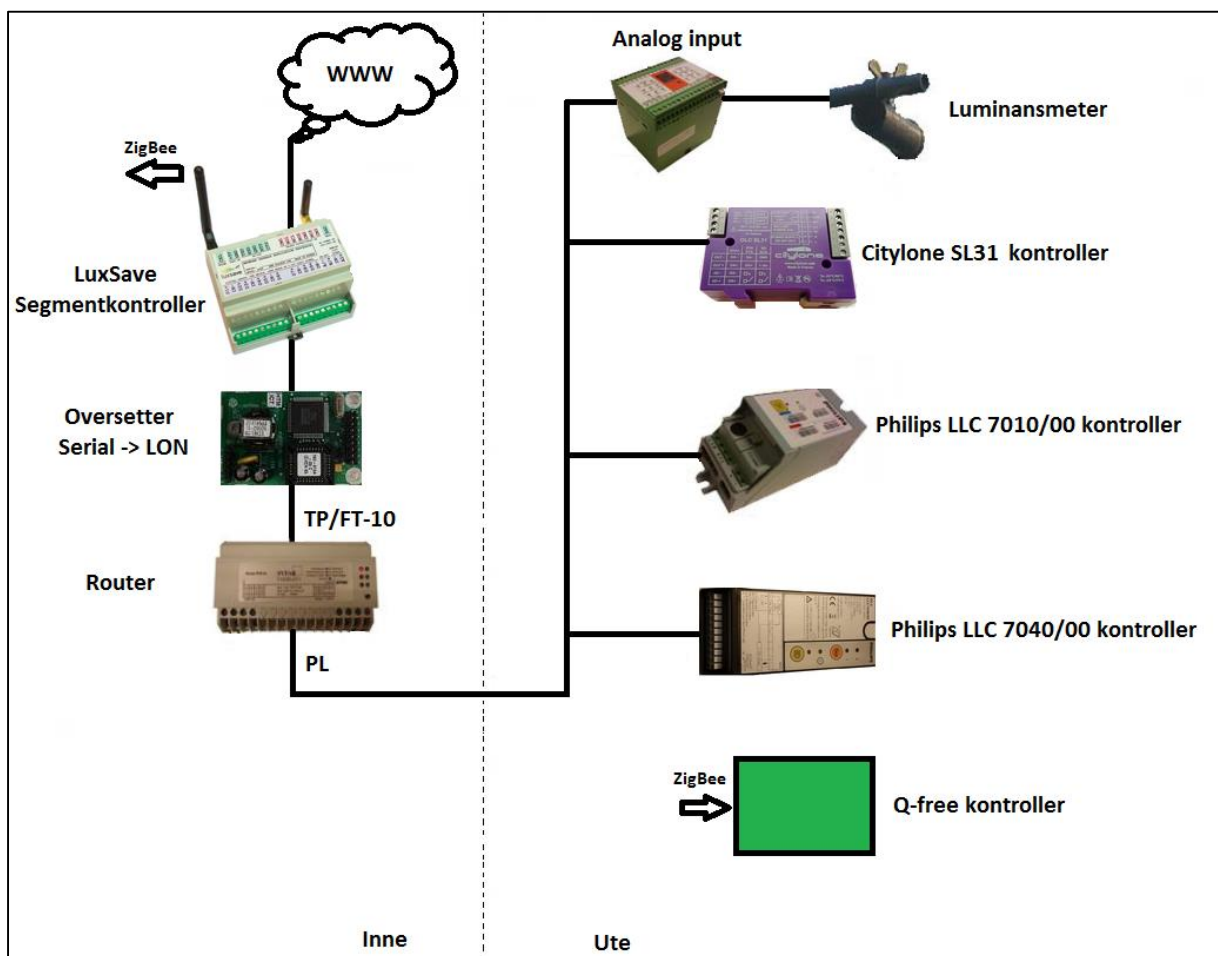 WWW
ZigBee
LuxSave
Segmentkontroller
Oversetter
Serial -> LON
TP/FT-10
Router
PL
Inne
Analog input
Luminansmeter
citylone
Citylone SL31 kontroller
Philips LLC 7010/00 kontroller
Philips LLC 7040/00 kontroller
ZigBee
Q-free kontroller
Ute